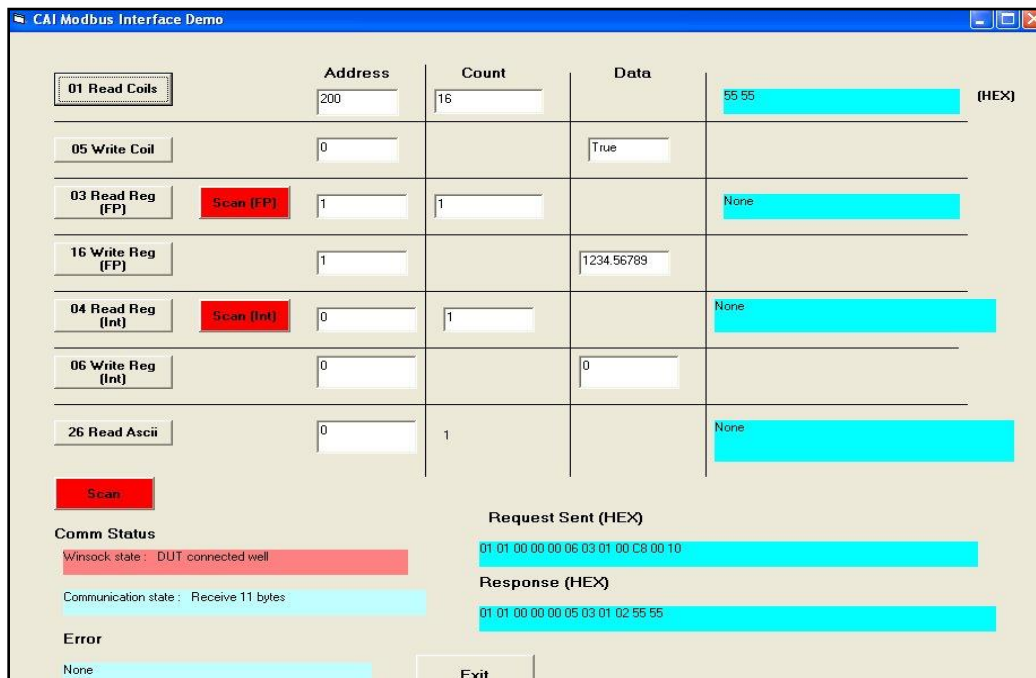 CAI Modbus Interface Demo
Address Count Data
01 Read Coils 200 16 55 55 (HEX)
05 Write Coil 0 True
03 Read Reg
(FP) Scan (FP) 1 1 None
16 Write Reg
(FP) 1 1234.56789
04 Read Reg
(Int) Scan (Int) 0 1 None
06 Write Reg
(Int) 0 0
26 Read Ascii 0 1 None
Scan
Request Sent (HEX)
Comm Status
01 01 00 00 00 06 03 01 00 C8 00 10
Winsock state : DUT connected well
Response (HEX)
Communication state : Receive 11 bytes
01 01 00 00 00 05 03 01 02 55 55
Error
None
Exit